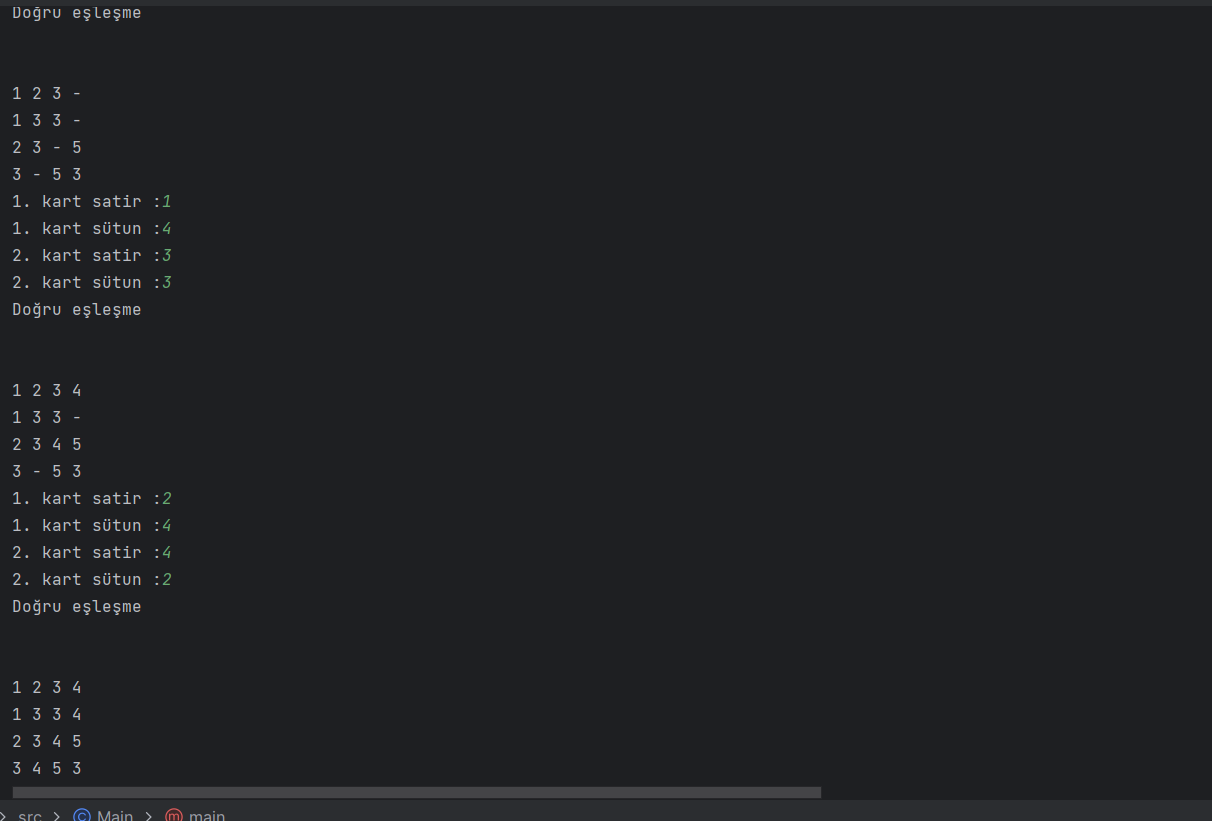 Doğru eşleşme
1 2 3 -
1 3 3 -
2 3 - 5
3 - 5 3
1. kart satir :1
1. kart sütun :4
2. kart satir :3
2. kart sütun :3
Doğru eşleşme
1 2 3 4
1 3 3 -
2 3 4 5
3 - 5 3
1. kart satir :2
1. kart sütun :4
2. kart satir :4
2. kart sütun :2
Doğru eşleşme
1 2 3 4
1 3 3 4
2 3 4 5
3 4 5 3
> src > C Main > m main